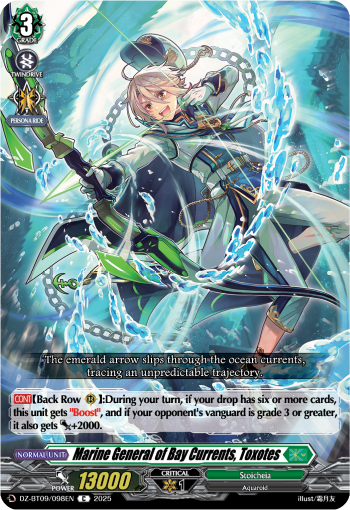 3
GRADE
TWINDRIVE
PERSONA RIDE
The emerald arrow slips through the ocean currents,
tracing an unpredictable trajectory.
CONT【Back Row R】:During your turn, if your drop has six or more cards,
this unit gets "Boost", and if your opponent's vanguard is grade 3 or greater,
it also gets +2000.
NORMAL UNIT Marine General of Bay Currents, Toxotes
POWER 13000 CRITICAL 1 Stoicheia
Aquaroid
D DZ-BT09/098EN C 2025 illust/霜月友